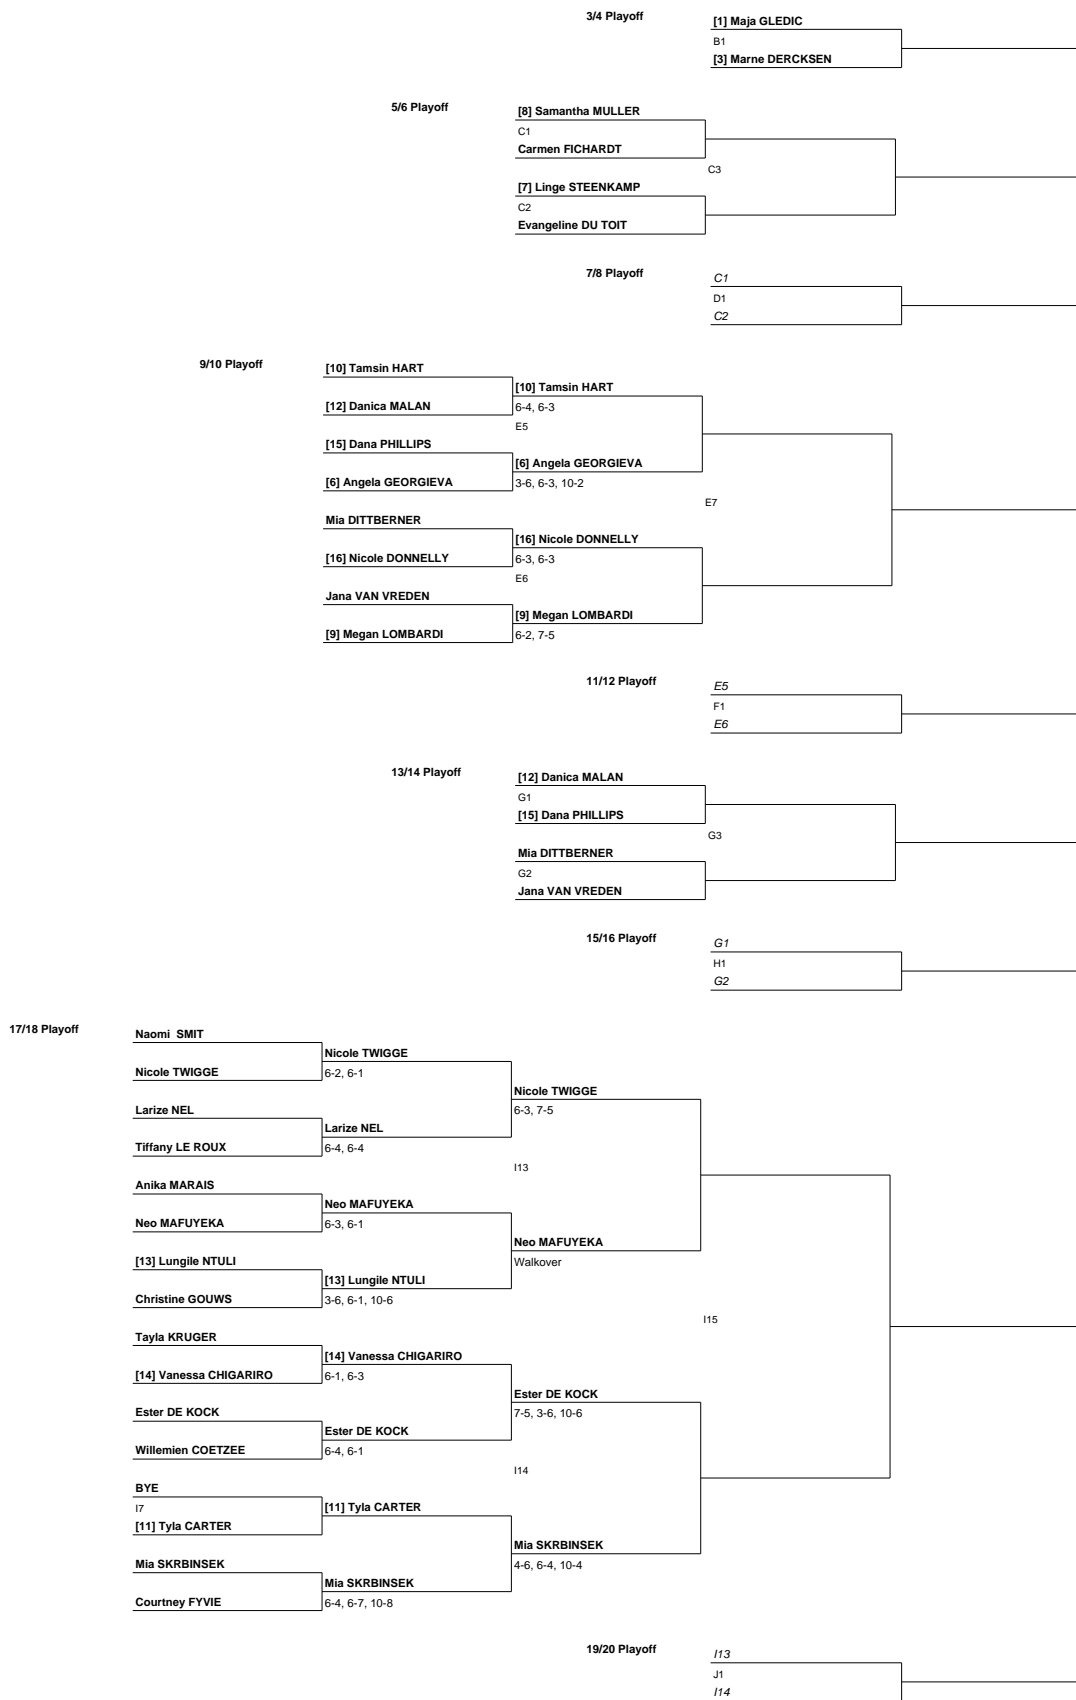 3/4 Playoff
[1] Maja GLEDIC
B1
[3] Marne DERCKSEN
5/6 Playoff
[8] Samantha MULLER
C1
Carmen FICHARDT
C3
[7] Linge STEENKAMP
C2
Evangeline DU TOIT
7/8 Playoff
C1
D1
C2
9/10 Playoff
[10] Tamsin HART
[10] Tamsin HART
[12] Danica MALAN
6-4, 6-3
E5
[15] Dana PHILLIPS
[6] Angela GEORGIEVA
[6] Angela GEORGIEVA
3-6, 6-3, 10-2
E7
Mia DITTBERNER
[16] Nicole DONNELLY
[16] Nicole DONNELLY
6-3, 6-3
E6
Jana VAN VREDEN
[9] Megan LOMBARDI
[9] Megan LOMBARDI
6-2, 7-5
11/12 Playoff
E5
F1
E6
13/14 Playoff
[12] Danica MALAN
G1
[15] Dana PHILLIPS
G3
Mia DITTBERNER
G2
Jana VAN VREDEN
15/16 Playoff
G1
H1
G2
17/18 Playoff
Naomi  SMIT
Nicole TWIGGE
Nicole TWIGGE
6-2, 6-1
Nicole TWIGGE
Larize NEL
6-3, 7-5
Larize NEL
Tiffany LE ROUX
6-4, 6-4
I13
Anika MARAIS
Neo MAFUYEKA
Neo MAFUYEKA
6-3, 6-1
Neo MAFUYEKA
[13] Lungile NTULI
Walkover
[13] Lungile NTULI
Christine GOUWS
3-6, 6-1, 10-6
I15
Tayla KRUGER
[14] Vanessa CHIGARIRO
[14] Vanessa CHIGARIRO
6-1, 6-3
Ester DE KOCK
Ester DE KOCK
7-5, 3-6, 10-6
Ester DE KOCK
Willemien COETZEE
6-4, 6-1
I14
BYE
I7
[11] Tyla CARTER
[11] Tyla CARTER
Mia SKRBINSEK
Mia SKRBINSEK
4-6, 6-4, 10-4
Mia SKRBINSEK
Courtney FYVIE
6-4, 6-7, 10-8
19/20 Playoff
I13
J1
I14